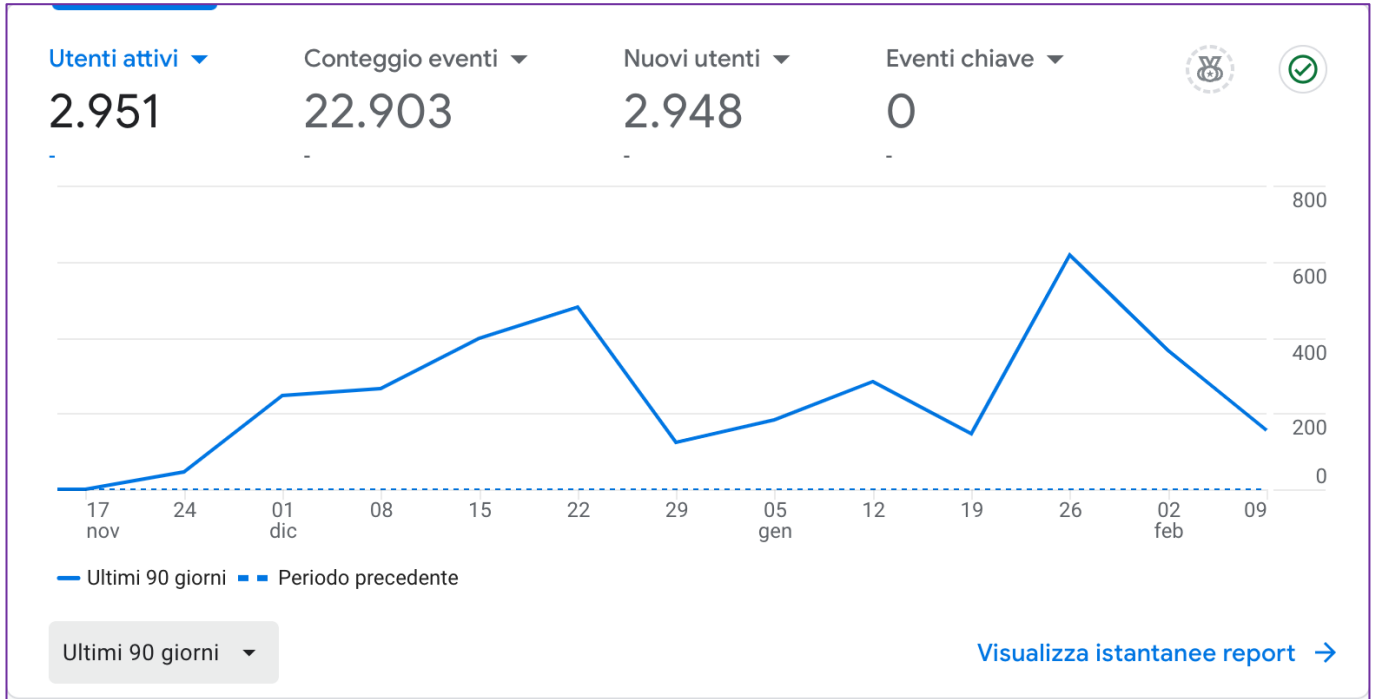 Utenti attivi Conteggio eventi Nuovi utenti Eventi chiave
2.951 22.903 2.948 0
- - - -
800
600
400
200
0
17 24 01 08 15 22 29 05 12 19 26 02 09
nov dic gen feb
Ultimi 90 giorni Periodo precedente
Ultimi 90 giorni Visualizza istantanee report